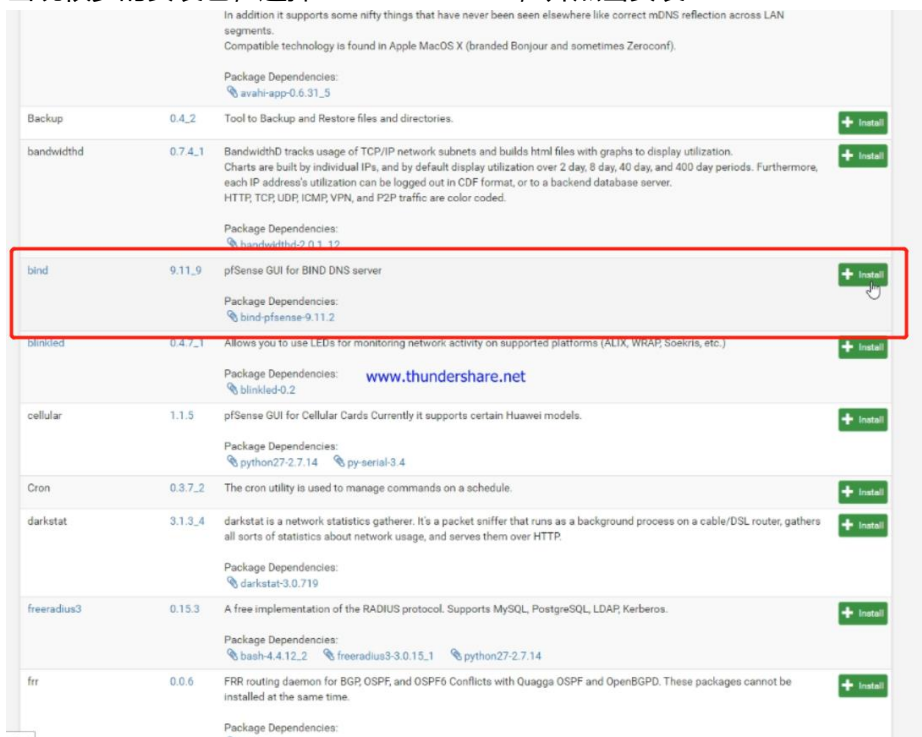 In addition it supports some nifty things that have never been seen elsewhere like correct mDNS reflection across LAN
segments.
Compatible technology is found in Apple MacOS X (branded Bonjour and sometimes Zeroconf).
Package Dependencies:
avahi-app-0.6.31_5
Backup 0.4_2 Tool to Backup and Restore files and directories. Install
bandwidthd 0.7.4_1 BandwidthD tracks usage of TCP/IP network subnets and builds html files with graphs to display utilization. Install
Charts are built by individual IPs, and by default display utilization over 2 day, 8 day, 40 day, and 400 day periods. Furthermore,
each IP address's utilization can be logged out in CDF format, or to a backend database server.
HTTP, TCP, UDP, ICMP, VPN, and P2P traffic are color coded.
Package Dependencies:
bandwidthd-2.0.1_12
bind 9.11_9 pfSense GUI for BIND DNS server Install
Package Dependencies:
bind-pfsense-9.11.2
blinkled 0.4.7_1 Allows you to use LEDs for monitoring network activity on supported platforms (ALIX, WRAP, Soekris, etc.) Install
Package Dependencies:
www.thundershare.net
blinkled-0.2
cellular 1.1.5 pfSense GUI for Cellular Cards Currently it supports certain Huawei models. Install
Package Dependencies:
python27-2.7.14 py-serial-3.4
Cron 0.3.7_2 The cron utility is used to manage commands on a schedule. Install
darkstat 3.1.3_4 darkstat is a network statistics gatherer. It's a packet sniffer that runs as a background process on a cable/DSL router, gathers Install
all sorts of statistics about network usage, and serves them over HTTP.
Package Dependencies:
darkstat-3.0.719
freeradius3 0.15.3 A free implementation of the RADIUS protocol. Supports MySQL, PostgreSQL, LDAP, Kerberos. Install
Package Dependencies:
bash-4.4.12_2 freeradius3-3.0.15_1 python27-2.7.14
frr 0.0.6 FRR routing daemon for BGP, OSPF, and OSPF6 Conflicts with Quagga OSPF and OpenBGPD. These packages cannot be Install
installed at the same time.
Package Dependencies: